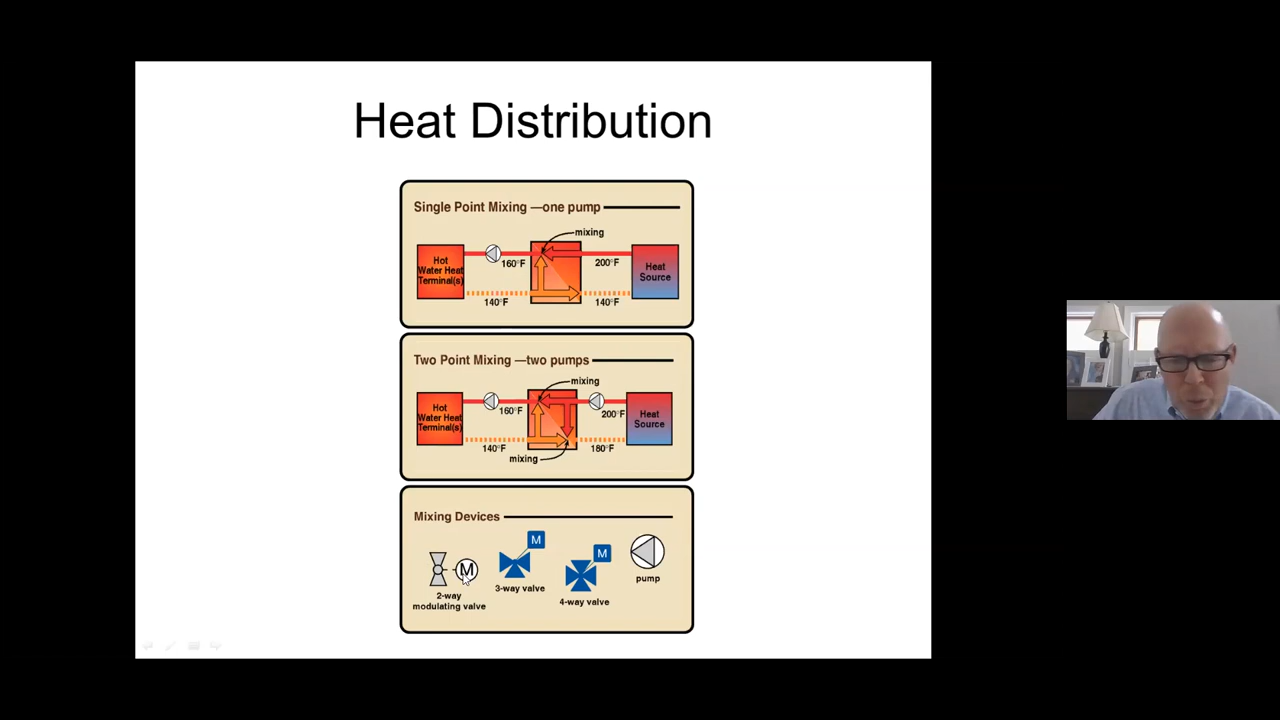 Heat Distribution
Single Point Mixing —one pump
mixing
Hot
Water Heat
Terminal(s)
160°F
200°F
Heat
Source
140°F
140°F
Two Point Mixing —two pumps
mixing
Hot
Water Heat
Terminal(s)
160°F
200°F
Heat
Source
140°F
180°F
mixing
Mixing Devices
M
M
M
2-way
modulating valve
3-way valve
4-way valve
pump